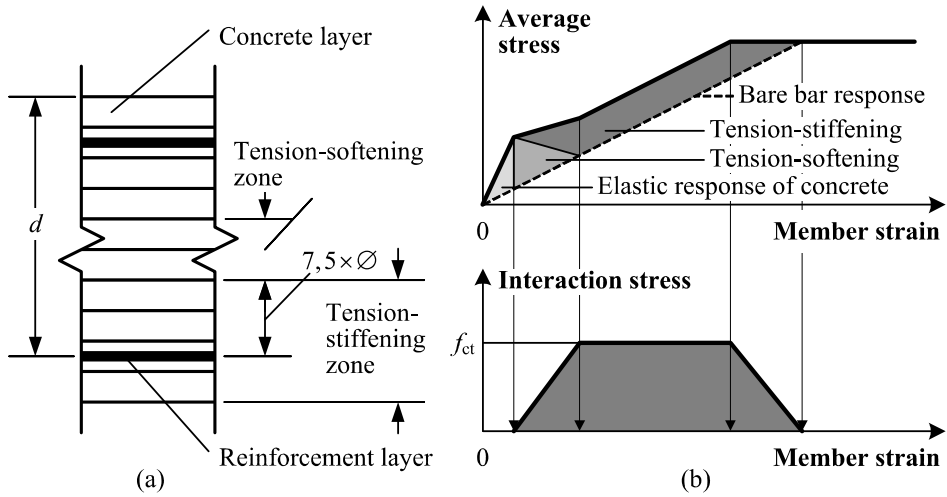 Concrete layer
d
Tension-softening
zone
7,5×Ø
Tension-
stiffening
zone
Reinforcement layer
(a)
Average
stress
Bare bar response
Tension-stiffening
Tension-softening
Elastic response of concrete
0
Member strain
Interaction stress
fct
0
Member strain
(b)